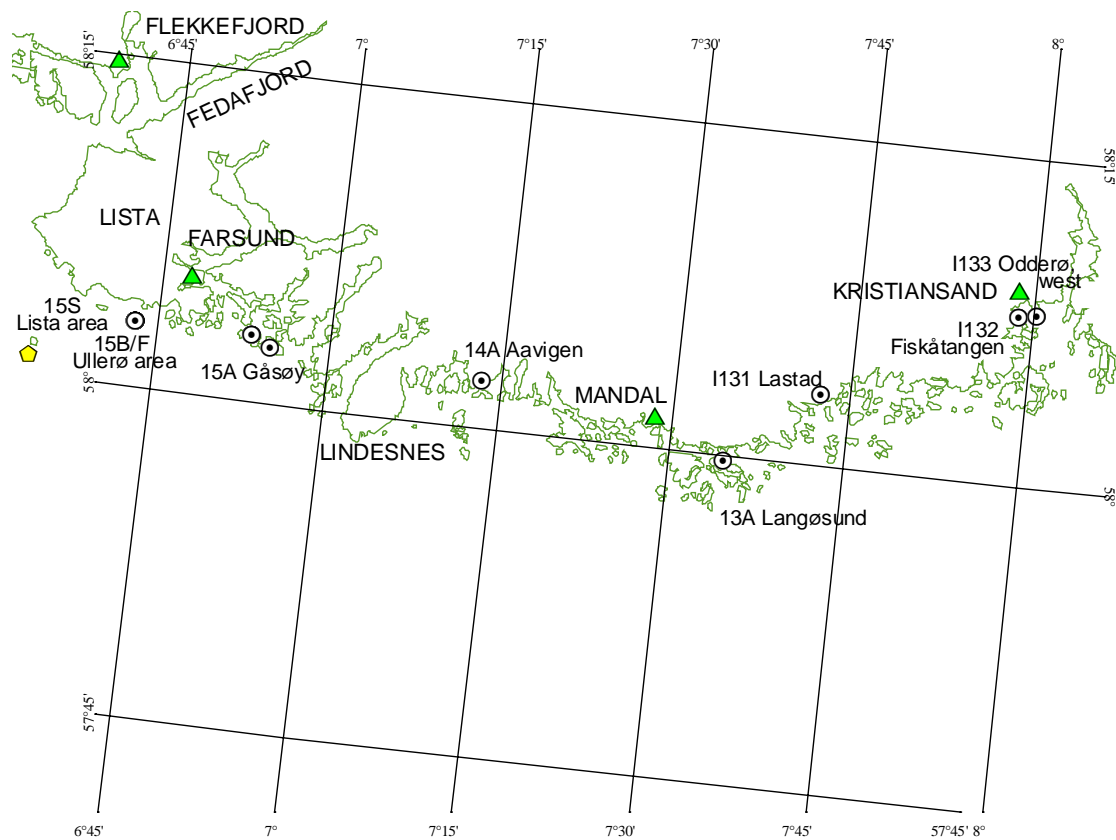 FLEKKEFJORD
58°15'
6°45'
7°
7°15'
7°30'
7°45'
8°
FEDAFJORD
58°15'
LISTA
FARSUND
I133 Odderø,
west
KRISTIANSAND
15S
Lista area
15B/F
Ullerø area
I132
Fiskåtangen
15A Gåsøy
14A Aavigen
I131 Lastad
58°
MANDAL
LINDESNES
58°
13A Langøsund
57°45'
6°45'
7°
7°15'
7°30'
7°45'
57°45' 8°